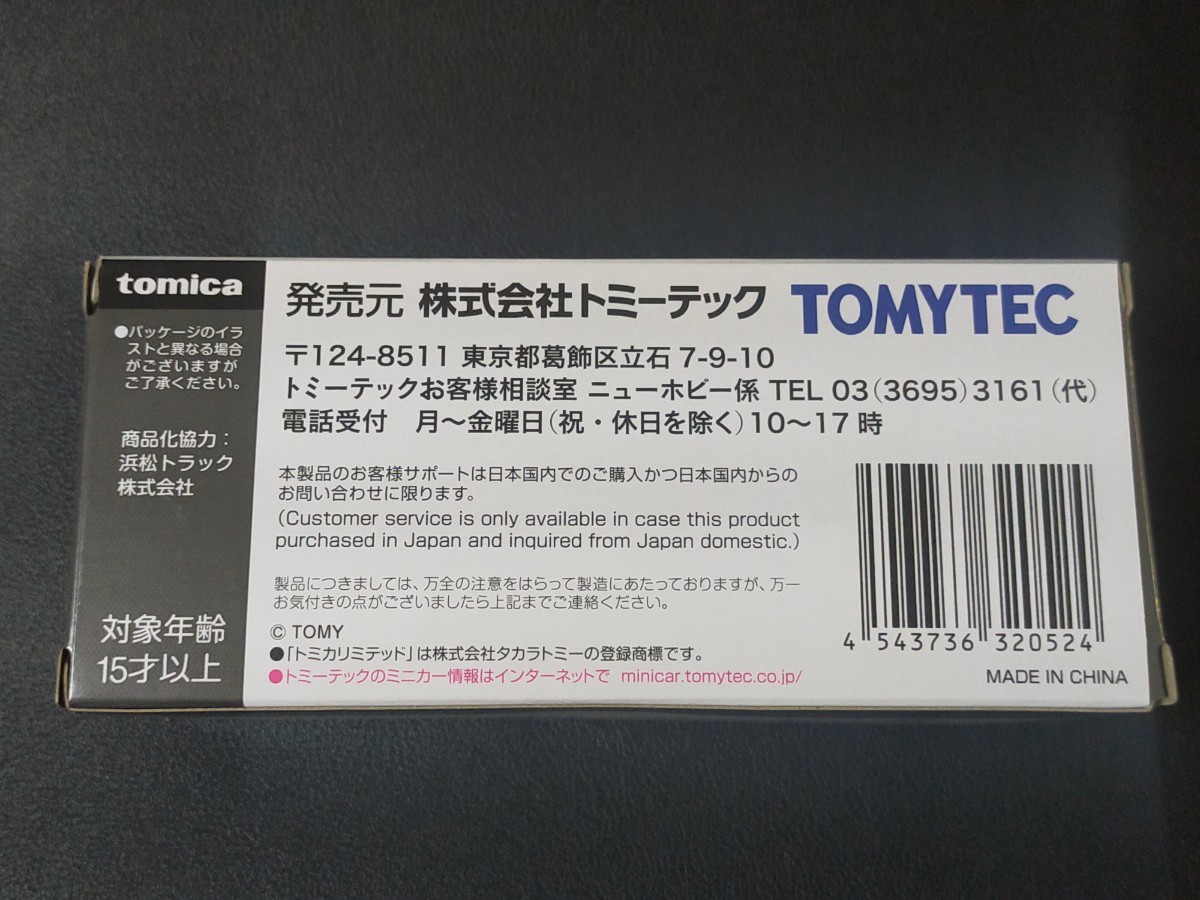 tomica
●パッケージのイラ
ストと異なる場合
がございますが
ご了承ください。
商品化協力：
浜松トラック
株式会社
対象年齢
15才以上
発売元 株式会社トミーテック TOMYTEC
〒124-8511 東京都葛飾区立石 7-9-10
トミーテックお客様相談室 ニューホビー係 TEL 03(3695)3161(代)
電話受付　月〜金曜日(祝・休日を除く)10〜17 時
本製品のお客様サポートは日本国内でのご購入かつ日本国内からの
お問い合わせに限ります。
(Customer service is only available in case this product
purchased in Japan and inquired from Japan domestic.)
製品につきましては、万全の注意をはらって製造にあたっておりますが、万一
お気付きの点がございましたら上記までご連絡ください。
© TOMY
●「トミカリミテッド」は株式会社タカラトミーの登録商標です。
●トミーテックのミニカー情報はインターネットで minicar.tomytec.co.jp/
4 543736 320524
MADE IN CHINA